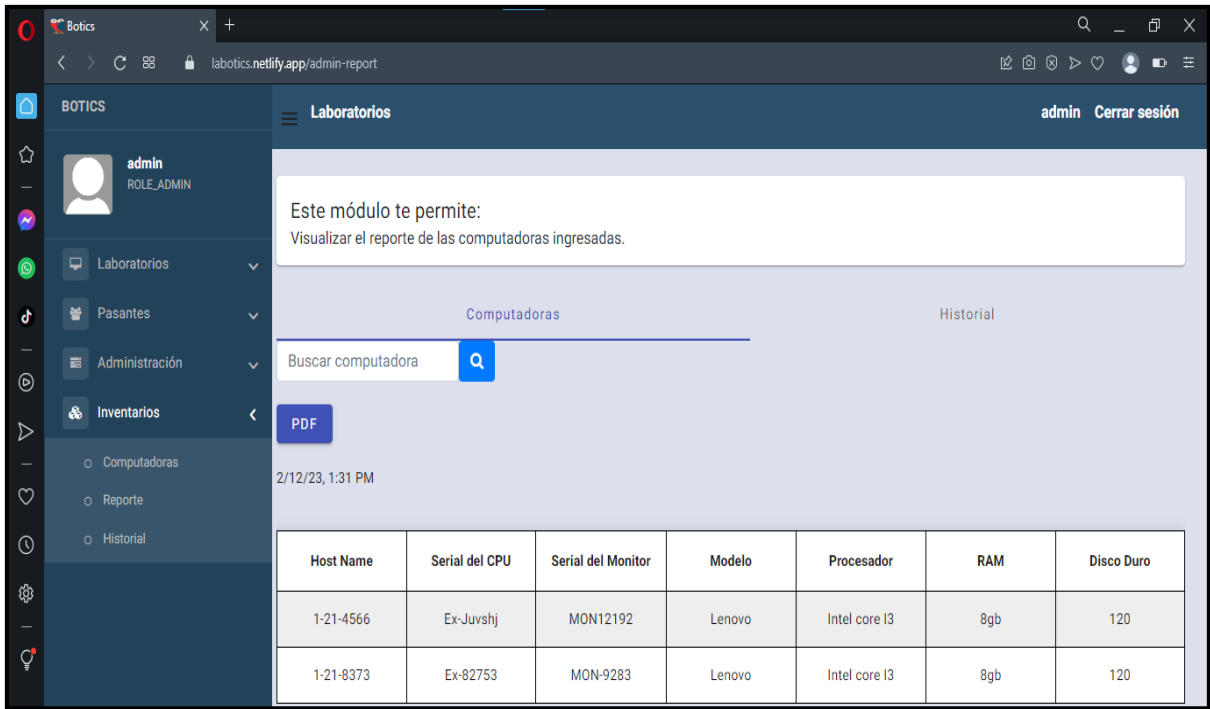 Botics
labotics.netlify.app/admin-report
BOTICS
admin
ROLE_ADMIN
Laboratorios
Pasantes
Administración
Inventarios
Computadoras
Reporte
Historial
Laboratorios
admin Cerrar sesión
Este módulo te permite:
Visualizar el reporte de las computadoras ingresadas.
Computadoras Historial
Buscar computadora
PDF
2/12/23, 1:31 PM
Host Name Serial del CPU Serial del Monitor Modelo Procesador RAM Disco Duro
1-21-4566 Ex-Juvshj MON12192 Lenovo Intel core I3 8gb 120
1-21-8373 Ex-82753 MON-9283 Lenovo Intel core I3 8gb 120